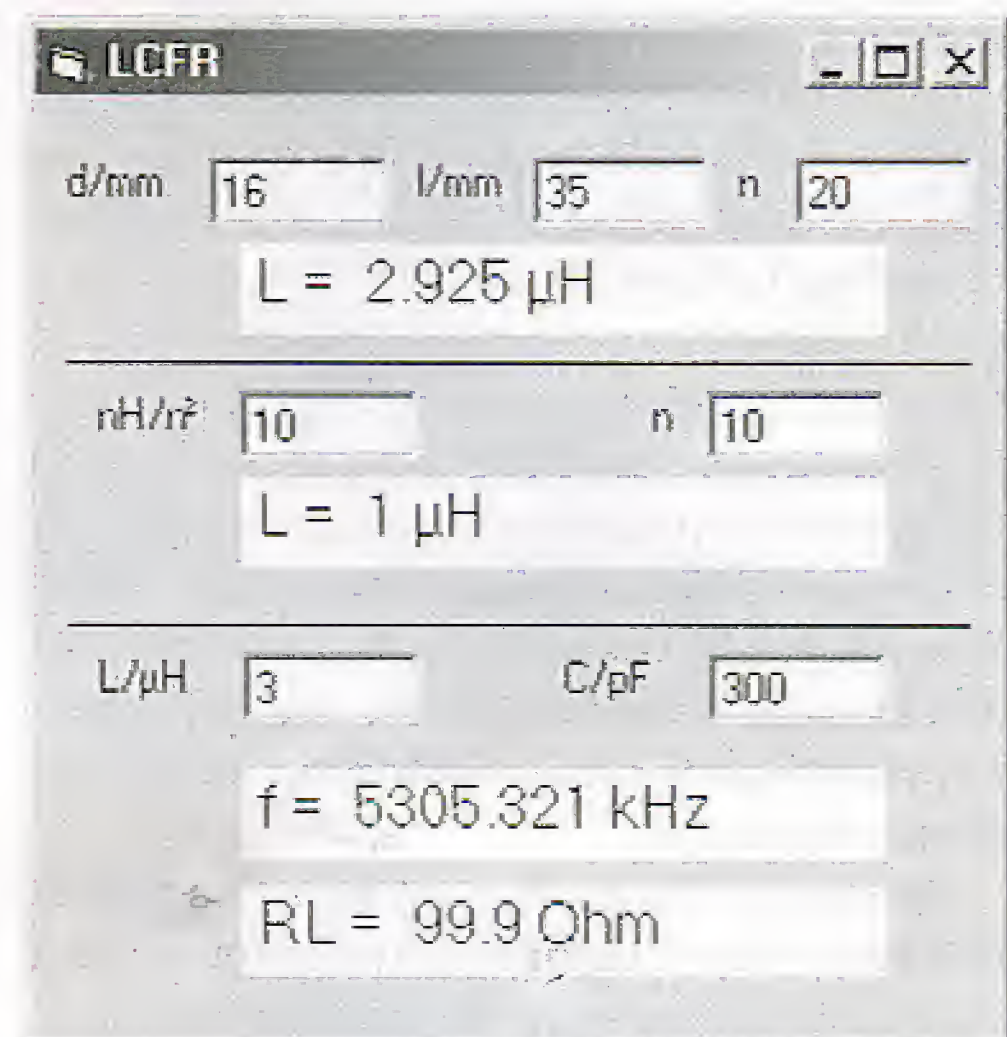 LCFR
d/mm 16 l/mm 35 n 20
L = 2.925 µH
nH/n² 10 n 10
L = 1 µH
L/µH 3 C/pF 300
f = 5305.321 kHz
RL = 99.9 Ohm